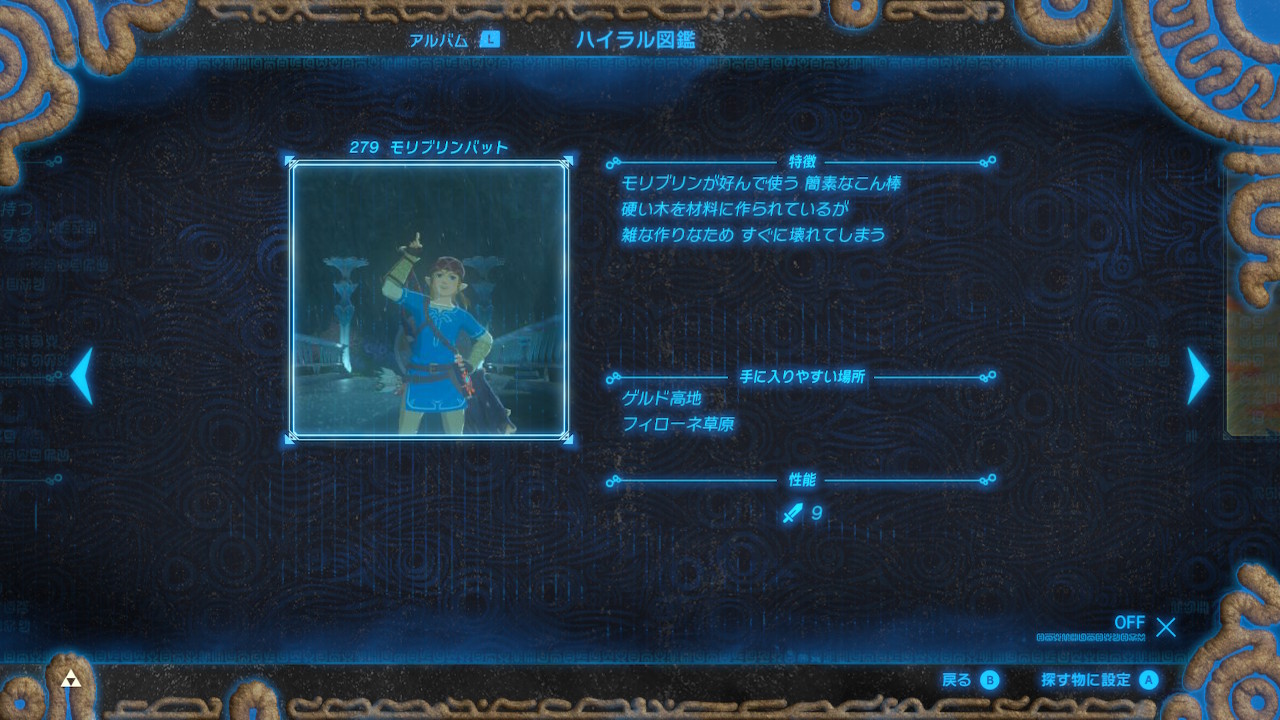 アルバム L
ハイラル図鑑
279 モリブリンバット
特徴
モリブリンが好んで使う 簡素なこん棒
硬い木を材料に作られているが
雑な作りなため すぐに壊れてしまう
手に入りやすい場所
ゲルド高地
フィローネ草原
性能
9
持つ
する
OFF
戻る B
探す物に設定 A